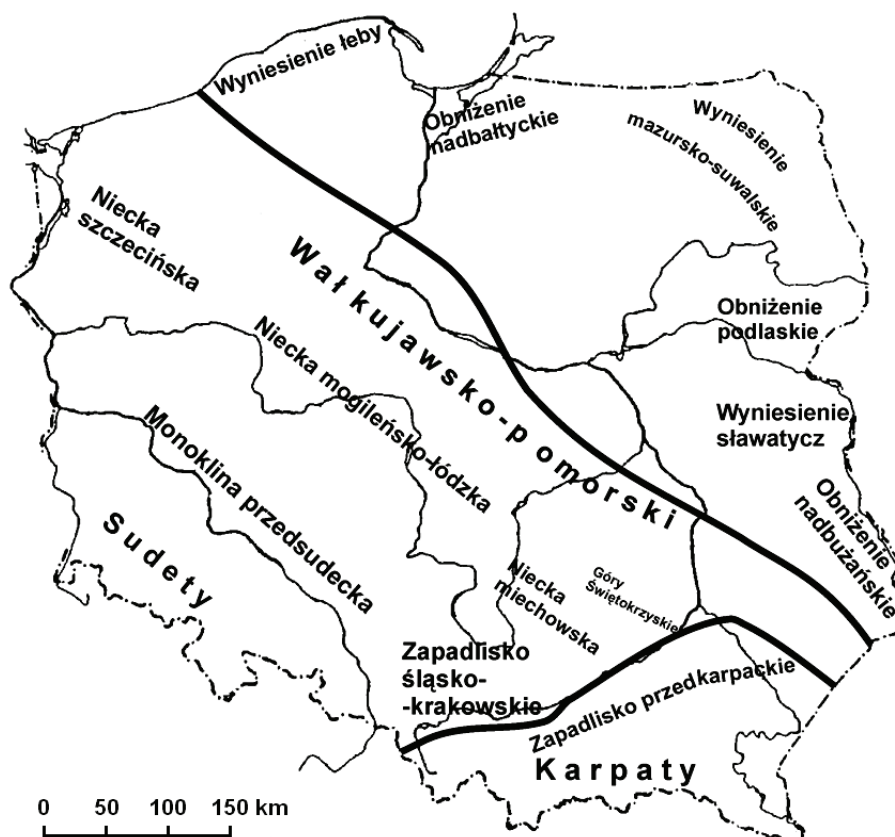 Wyniesienie łeby
Obniżenie
nadbałtyckie
Wyniesienie
mazursko-suwalskie
Niecka
szczecińska
Wał kujawsko-pomorski
Obniżenie
podlaskie
Niecka mogileńsko-łódzka
Wyniesienie
sławatycz
Monoklina przedsudecka
Obniżenie
nadbużańskie
Sudety
Niecka
miechowska
Góry
Świętokrzyskie
Zapadlisko
śląsko-
-krakowskie
Zapadlisko przedkarpackie
Karpaty
0 50 100 150 km